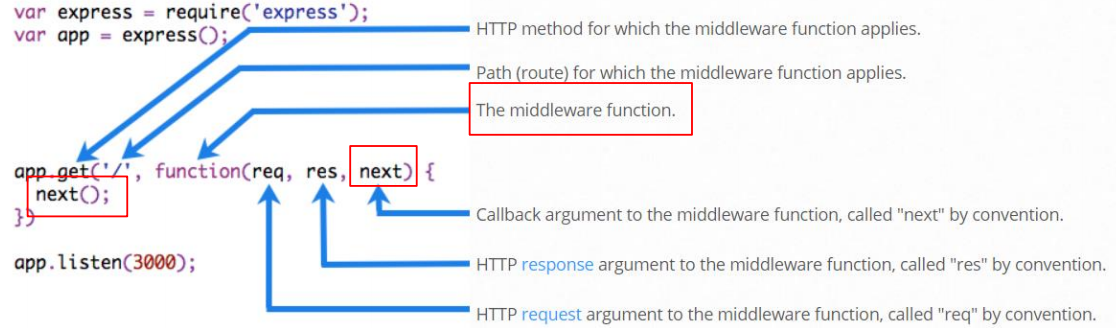 var express = require('express');
var app = express();
HTTP method for which the middleware function applies.
Path (route) for which the middleware function applies.
The middleware function.
app.get('/', function(req, res, next) {
next();
})
Callback argument to the middleware function, called "next" by convention.
app.listen(3000);
HTTP response argument to the middleware function, called "res" by convention.
HTTP request argument to the middleware function, called "req" by convention.